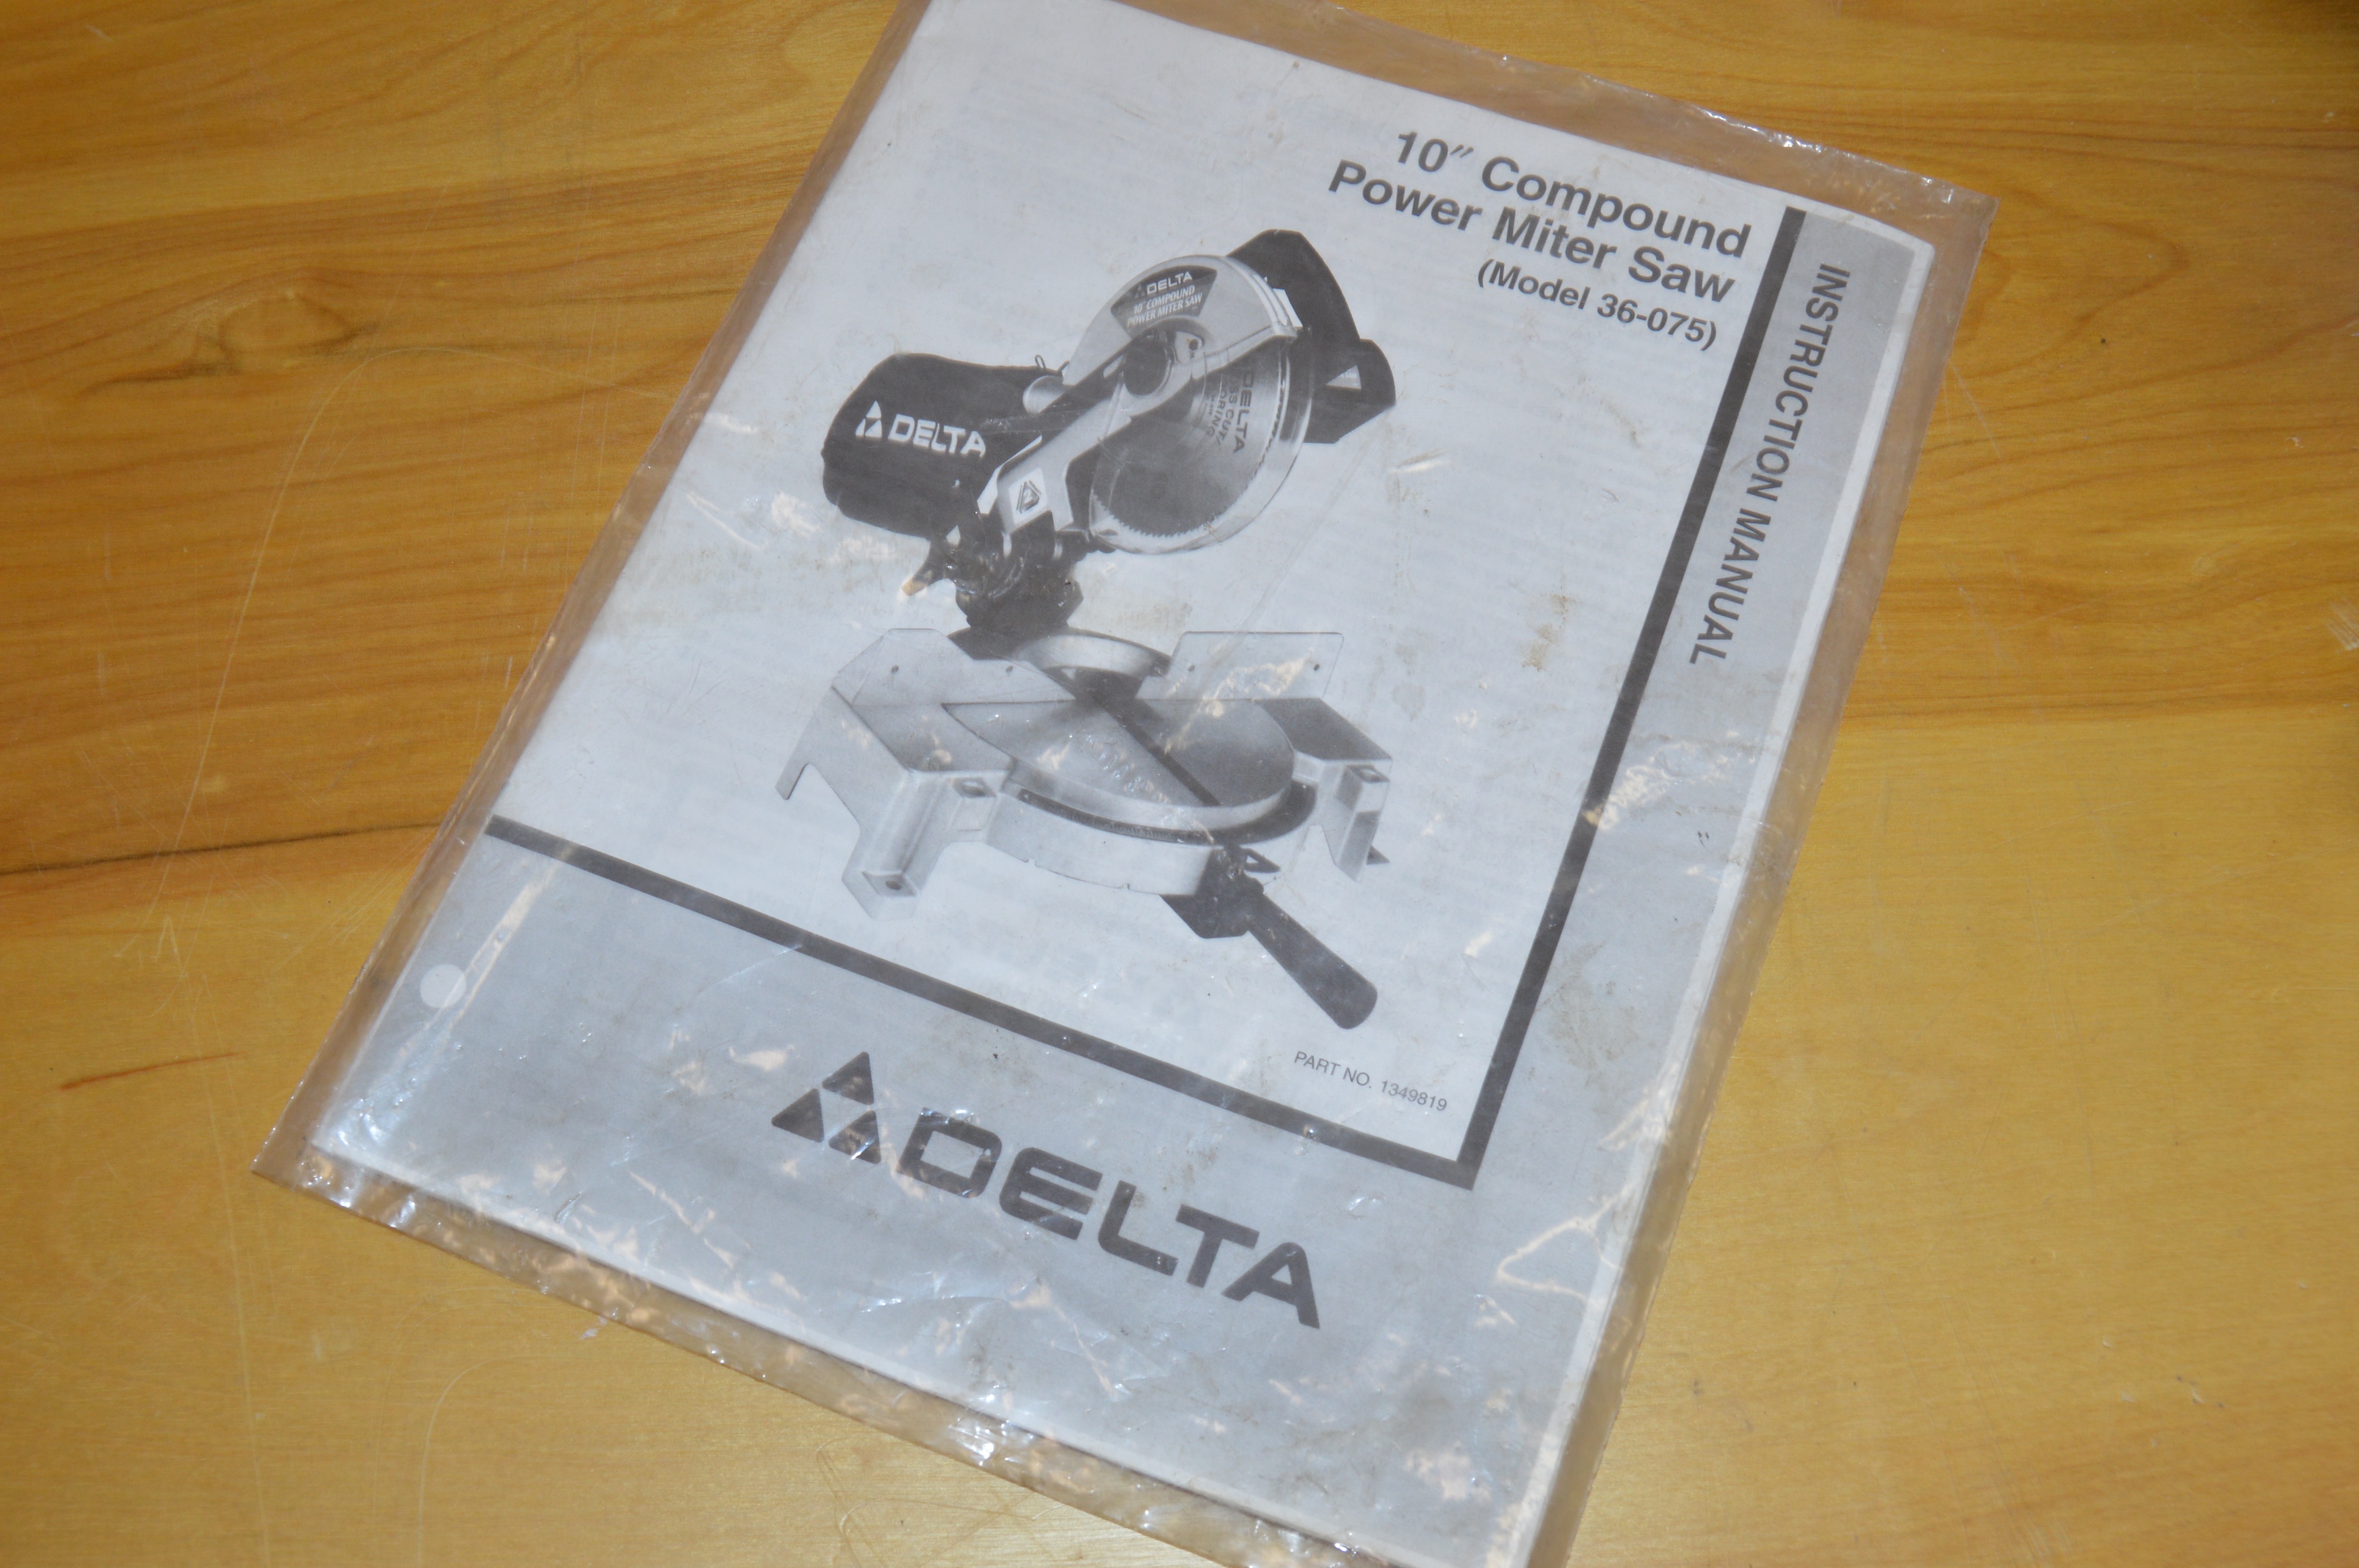 10″ Compound
Power Miter Saw
(Model 36-075)
INSTRUCTION MANUAL
DELTA
10" COMPOUND
POWER MITER SAW
DELTA
DELTA
PART NO. 1349819
DELTA